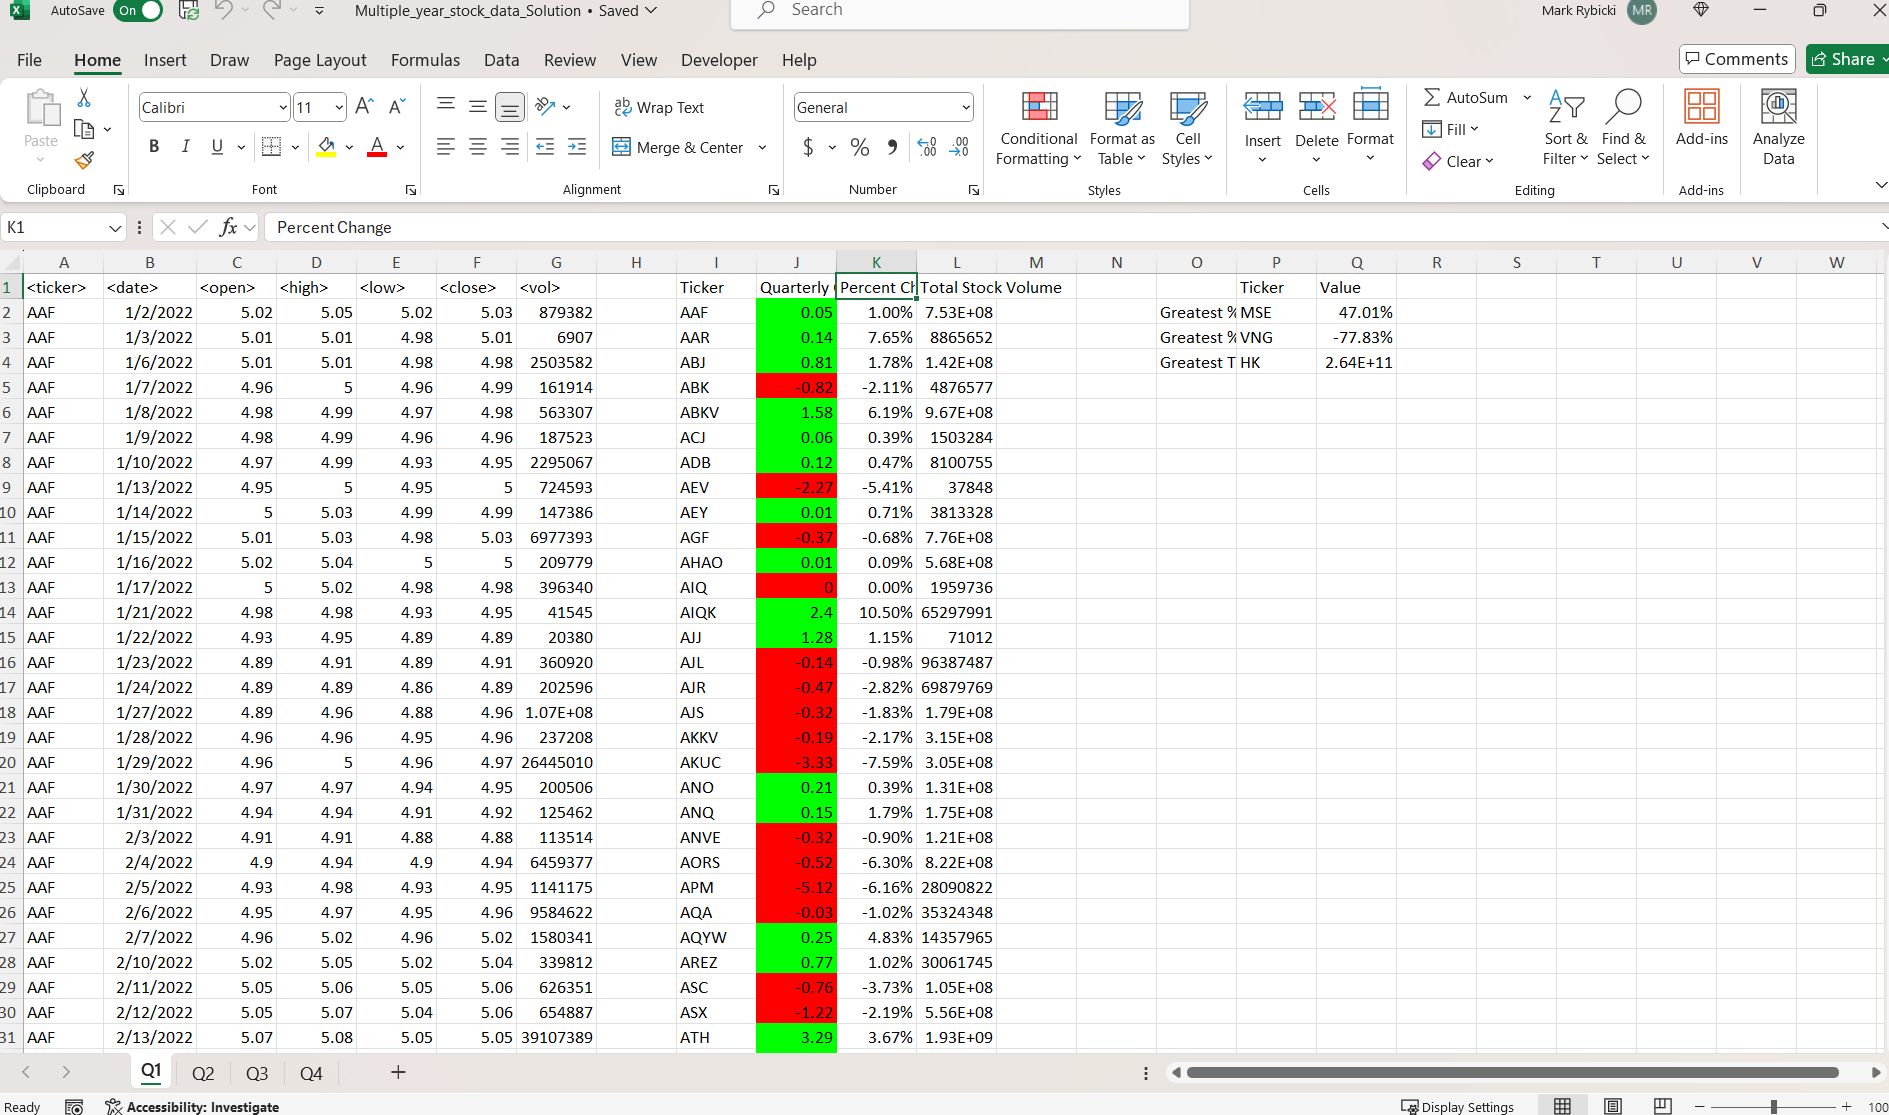 AutoSave On Multiple_year_stock_data_Solution • Saved Search Mark Rybicki MR
File Home Insert Draw Page Layout Formulas Data Review View Developer Help Comments Share
Paste Calibri 11 A A ab Wrap Text General Conditional Formatting Format as Table Cell Styles Insert Delete Format AutoSum Fill Clear Sort & Filter Find & Select Add-ins Analyze Data
B I U A Merge & Center $ % 9 .00
Clipboard Font Alignment Number Styles Cells Editing Add-ins
K1 fx Percent Change
A B C D E F G H I J K L M N O P Q R S T U V W
1 <ticker> <date> <open> <high> <low> <close> <vol> Ticker Quarterly Percent Total Stock Volume Ticker Value
2 AAF 1/2/2022 5.02 5.05 5.02 5.03 879382 AAF 0.05 1.00% 7.53E+08 Greatest % MSE 47.01%
3 AAF 1/3/2022 5.01 5.01 4.98 5.01 6907 AAR 0.14 7.65% 8865652 Greatest % VNG -77.83%
4 AAF 1/6/2022 5.01 5.01 4.98 4.98 2503582 ABJ 0.81 1.78% 1.42E+08 Greatest T HK 2.64E+11
5 AAF 1/7/2022 4.96 5 4.96 4.99 161914 ABK -0.82 -2.11% 4876577
6 AAF 1/8/2022 4.98 4.99 4.97 4.98 563307 ABKV 1.58 6.19% 9.67E+08
7 AAF 1/9/2022 4.98 4.99 4.96 4.96 187523 ACJ 0.06 0.39% 1503284
8 AAF 1/10/2022 4.97 4.99 4.93 4.95 2295067 ADB 0.12 0.47% 8100755
9 AAF 1/13/2022 4.95 5 4.95 5 724593 AEV -2.27 -5.41% 37848
10 AAF 1/14/2022 5 5.03 4.99 4.99 147386 AEY 0.01 0.71% 3813328
11 AAF 1/15/2022 5.01 5.03 4.98 5.03 6977393 AGF -0.37 -0.68% 7.76E+08
12 AAF 1/16/2022 5.02 5.04 5 5 209779 AHAO 0.01 0.09% 5.68E+08
13 AAF 1/17/2022 5 5.02 4.98 4.98 396340 AIQ 0 0.00% 1959736
14 AAF 1/21/2022 4.98 4.98 4.93 4.95 41545 AIQK 2.4 10.50% 65297991
15 AAF 1/22/2022 4.93 4.95 4.89 4.89 20380 AJJ 1.28 1.15% 71012
16 AAF 1/23/2022 4.89 4.91 4.89 4.91 360920 AJL -0.14 -0.98% 96387487
17 AAF 1/24/2022 4.89 4.89 4.86 4.89 202596 AJR -0.47 -2.82% 69879769
18 AAF 1/27/2022 4.89 4.96 4.88 4.96 1.07E+08 AJS -0.32 -1.83% 1.79E+08
19 AAF 1/28/2022 4.96 4.96 4.95 4.96 237208 AKKV -0.19 -2.17% 3.15E+08
20 AAF 1/29/2022 4.96 5 4.96 4.97 26445010 AKUC -3.33 -7.59% 3.05E+08
21 AAF 1/30/2022 4.97 4.97 4.94 4.95 200506 ANO 0.21 0.39% 1.31E+08
22 AAF 1/31/2022 4.94 4.94 4.91 4.92 125462 ANQ 0.15 1.79% 1.75E+08
23 AAF 2/3/2022 4.91 4.91 4.88 4.88 113514 ANVE -0.32 -0.90% 1.21E+08
24 AAF 2/4/2022 4.9 4.94 4.9 4.94 6459377 AORS -0.52 -6.30% 8.22E+08
25 AAF 2/5/2022 4.93 4.98 4.93 4.95 1141175 APM -5.12 -6.16% 28090822
26 AAF 2/6/2022 4.95 4.97 4.95 4.96 9584622 AQA -0.03 -1.02% 35324348
27 AAF 2/7/2022 4.96 5.02 4.96 5.02 1580341 AQYW 0.25 4.83% 14357965
28 AAF 2/10/2022 5.02 5.05 5.02 5.04 339812 AREZ 0.77 1.02% 30061745
29 AAF 2/11/2022 5.05 5.06 5.05 5.06 626351 ASC -0.76 -3.73% 1.05E+08
30 AAF 2/12/2022 5.05 5.07 5.04 5.06 654887 ASX -1.22 -2.19% 5.56E+08
31 AAF 2/13/2022 5.07 5.08 5.05 5.05 39107389 ATH 3.29 3.67% 1.93E+09
Q1 Q2 Q3 Q4
Ready Accessibility: Investigate Display Settings 100